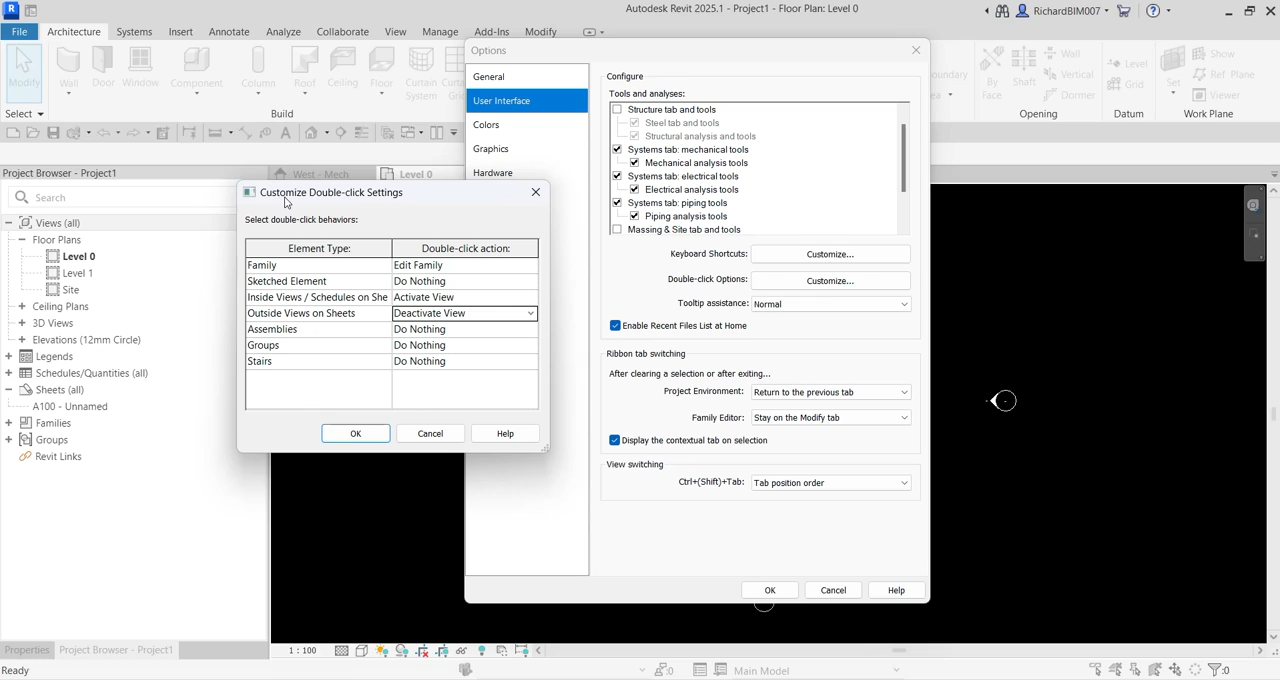 Autodesk Revit 2025.1 - Project1 - Floor Plan: Level 0
RichardBIM007
File Architecture Systems Insert Annotate Analyze Collaborate View Manage Add-Ins Modify
Modify Wall Door Window Component Column Roof Ceiling Floor Curtain System
By Face Shaft Wall Vertical Dormer Level Grid Set Show Ref Plane Viewer
Select Build Opening Datum Work Plane
Project Browser - Project1
West - Mech Level 0
Search
Views (all)
Floor Plans
Level 0
Level 1
Site
Ceiling Plans
3D Views
Elevations (12mm Circle)
Legends
Schedules/Quantities (all)
Sheets (all)
A100 - Unnamed
Families
Groups
Revit Links
Customize Double-click Settings
Select double-click behaviors:
Element Type: Double-click action:
Family Edit Family
Sketched Element Do Nothing
Inside Views / Schedules on She Activate View
Outside Views on Sheets Deactivate View
Assemblies Do Nothing
Groups Do Nothing
Stairs Do Nothing
OK Cancel Help
Options
General
User Interface
Colors
Graphics
Hardware
Configure
Tools and analyses:
Structure tab and tools
Steel tab and tools
Structural analysis and tools
Systems tab: mechanical tools
Mechanical analysis tools
Systems tab: electrical tools
Electrical analysis tools
Systems tab: piping tools
Piping analysis tools
Massing & Site tab and tools
Keyboard Shortcuts: Customize...
Double-click Options: Customize...
Tooltip assistance: Normal
Enable Recent Files List at Home
Ribbon tab switching
After clearing a selection or after exiting...
Project Environment: Return to the previous tab
Family Editor: Stay on the Modify tab
Display the contextual tab on selection
View switching
Ctrl+(Shift)+Tab: Tab position order
OK Cancel Help
Properties Project Browser - Project1
1 : 100
Ready
:0
Main Model
:0